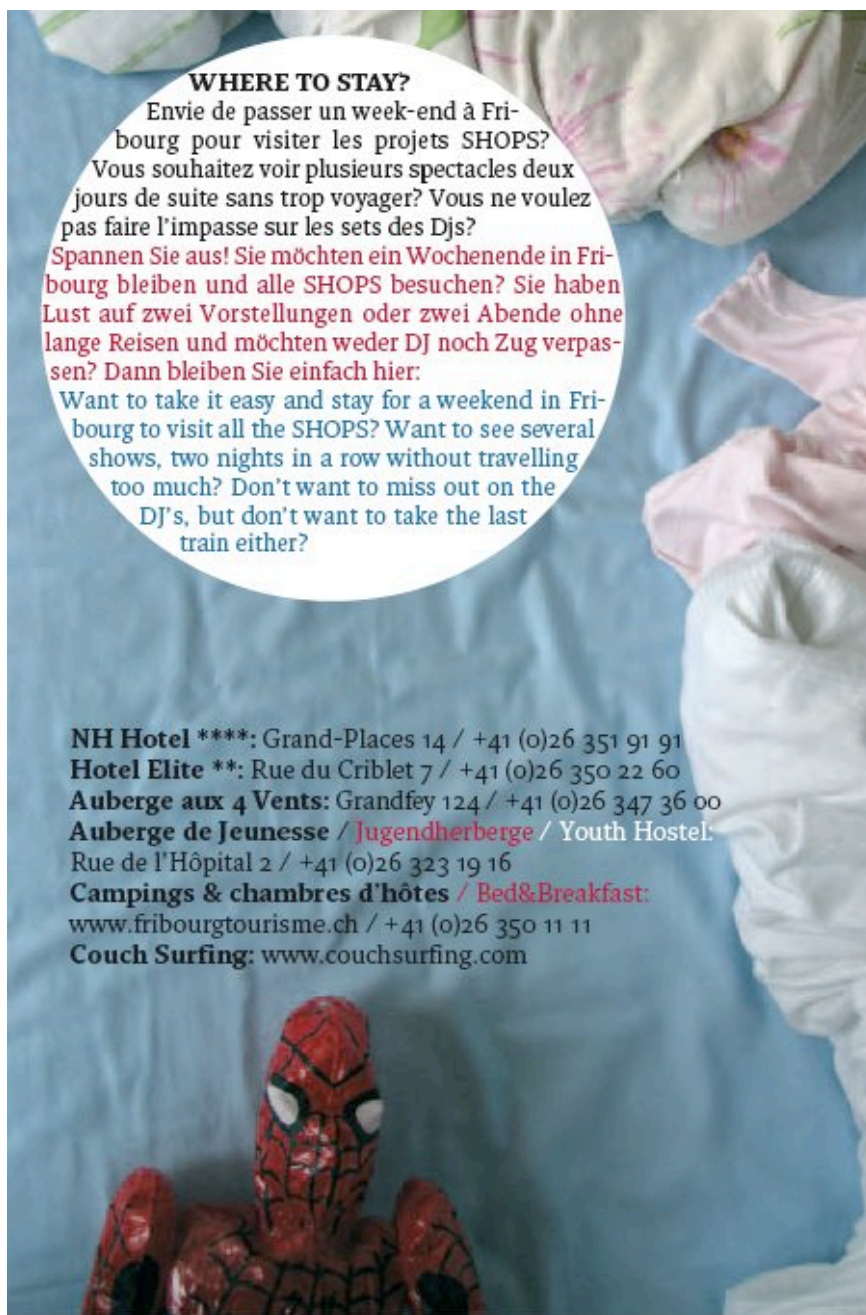 WHERE TO STAY?
Envie de passer un week-end à Fri-
bourg pour visiter les projets SHOPS?
Vous souhaitez voir plusieurs spectacles deux
jours de suite sans trop voyager? Vous ne voulez
pas faire l'impasse sur les sets des Djs?
Spannen Sie aus! Sie möchten ein Wochenende in Fri-
bourg bleiben und alle SHOPS besuchen? Sie haben
Lust auf zwei Vorstellungen oder zwei Abende ohne
lange Reisen und möchten weder DJ noch Zug verpas-
sen? Dann bleiben Sie einfach hier:
Want to take it easy and stay for a weekend in Fri-
bourg to visit all the SHOPS? Want to see several
shows, two nights in a row without travelling
too much? Don't want to miss out on the
DJ's, but don't want to take the last
train either?
NH Hotel ****: Grand-Places 14 / +41 (0)26 351 91 91
Hotel Elite **: Rue du Criblet 7 / +41 (0)26 350 22 60
Auberge aux 4 Vents: Grandfey 124 / +41 (0)26 347 36 00
Auberge de Jeunesse / Jugendherberge / Youth Hostel:
Rue de l'Hôpital 2 / +41 (0)26 323 19 16
Campings & chambres d'hôtes / Bed&Breakfast:
www.fribourgtourisme.ch / +41 (0)26 350 11 11
Couch Surfing: www.couchsurfing.com